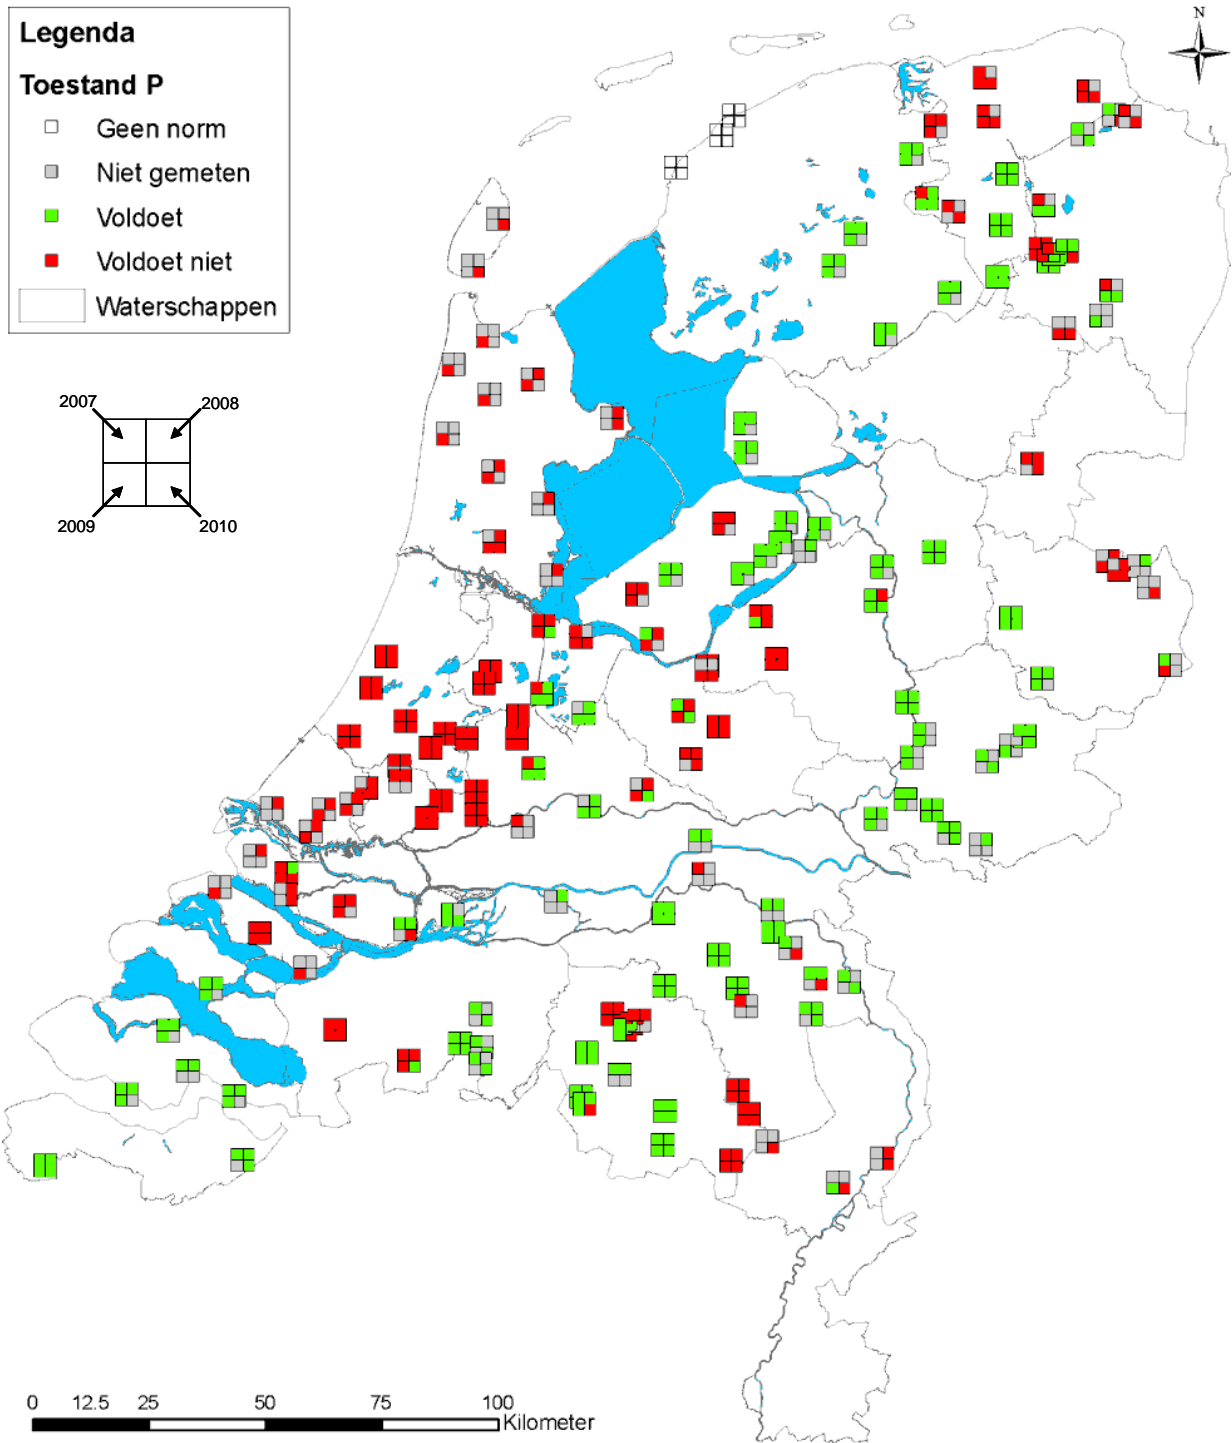 Legenda
Toestand P
Geen norm
Niet gemeten
Voldoet
Voldoet niet
Waterschappen
N
2007 2008
2009 2010
0 12.5 25 50 75 100
Kilometer